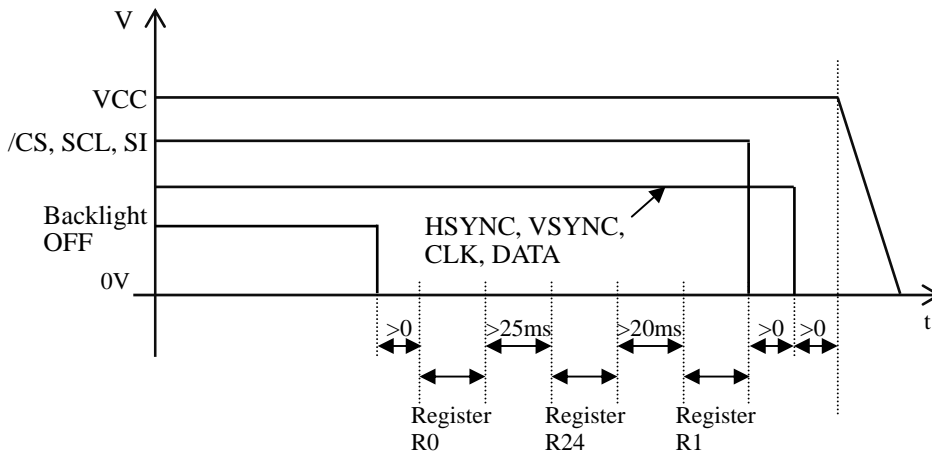 V
VCC
/CS, SCL, SI
Backlight
OFF
HSYNC, VSYNC,
CLK, DATA
0V
t
>0
>25ms
>20ms
>0
>0
Register
R0
Register
R24
Register
R1